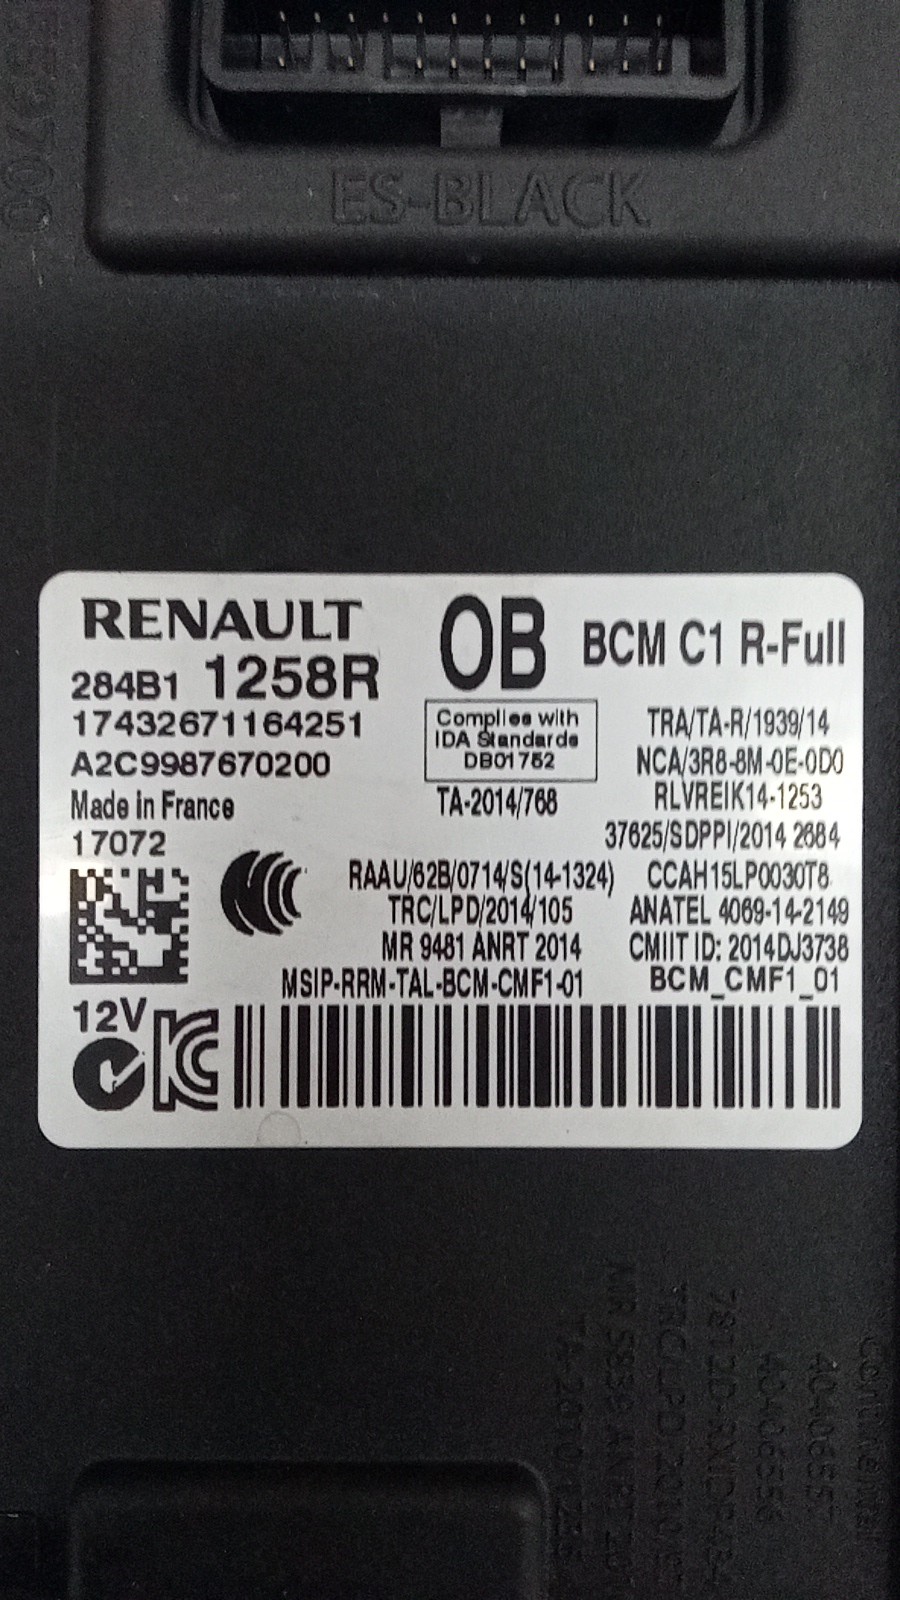 ES-BLACK
RENAULT
OB
BCM C1 R-Full
284B1 1258R
17432671164251
A2C9987670200
Made in France
17072
Complies with
IDA Standards
DB01752
TA-2014/768
TRA/TA-R/1939/14
NCA/3R8-8M-0E-0D0
RLVREIK14-1253
37625/SDPPI/2014 2684
RAAU/62B/0714/S(14-1324)
CCAH15LP0030T8
TRC/LPD/2014/105
ANATEL 4069-14-2149
MR 9481 ANRT 2014
CMIIT ID: 2014DJ3738
MSIP-RRM-TAL-BCM-CMF1-01
BCM_CMF1_01
12V
Continental